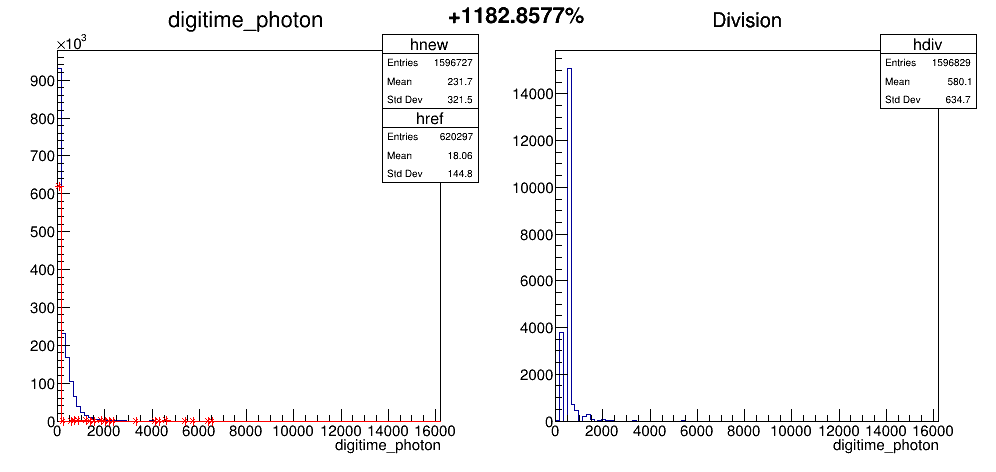 +1182.8577%
digitime_photon
×10³
900
800
700
600
500
400
300
200
100
0
0 2000 4000 6000 8000 10000 12000 14000 16000
digitime_photon
hnew
Entries 1596727
Mean 231.7
Std Dev 321.5
href
Entries 620297
Mean 18.06
Std Dev 144.8
Division
14000
12000
10000
8000
6000
4000
2000
0
0 2000 4000 6000 8000 10000 12000 14000 16000
digitime_photon
hdiv
Entries 1596829
Mean 580.1
Std Dev 634.7